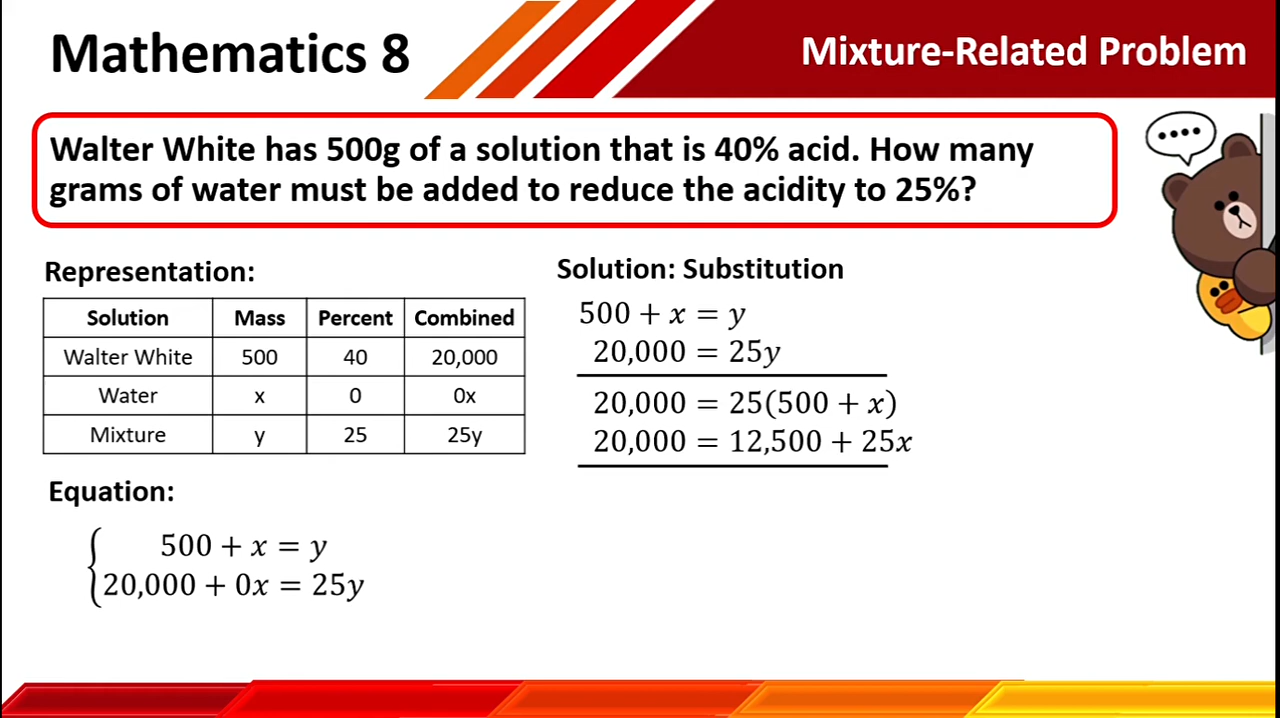 Mathematics 8
Mixture-Related Problem
Walter White has 500g of a solution that is 40% acid. How many
grams of water must be added to reduce the acidity to 25%?
Representation:
Solution Mass Percent Combined
Walter White 500 40 20,000
Water x 0 0x
Mixture y 25 25y
Equation:
500 + x = y
20,000 + 0x = 25y
Solution: Substitution
500 + x = y
20,000 = 25y
20,000 = 25(500 + x)
20,000 = 12,500 + 25x